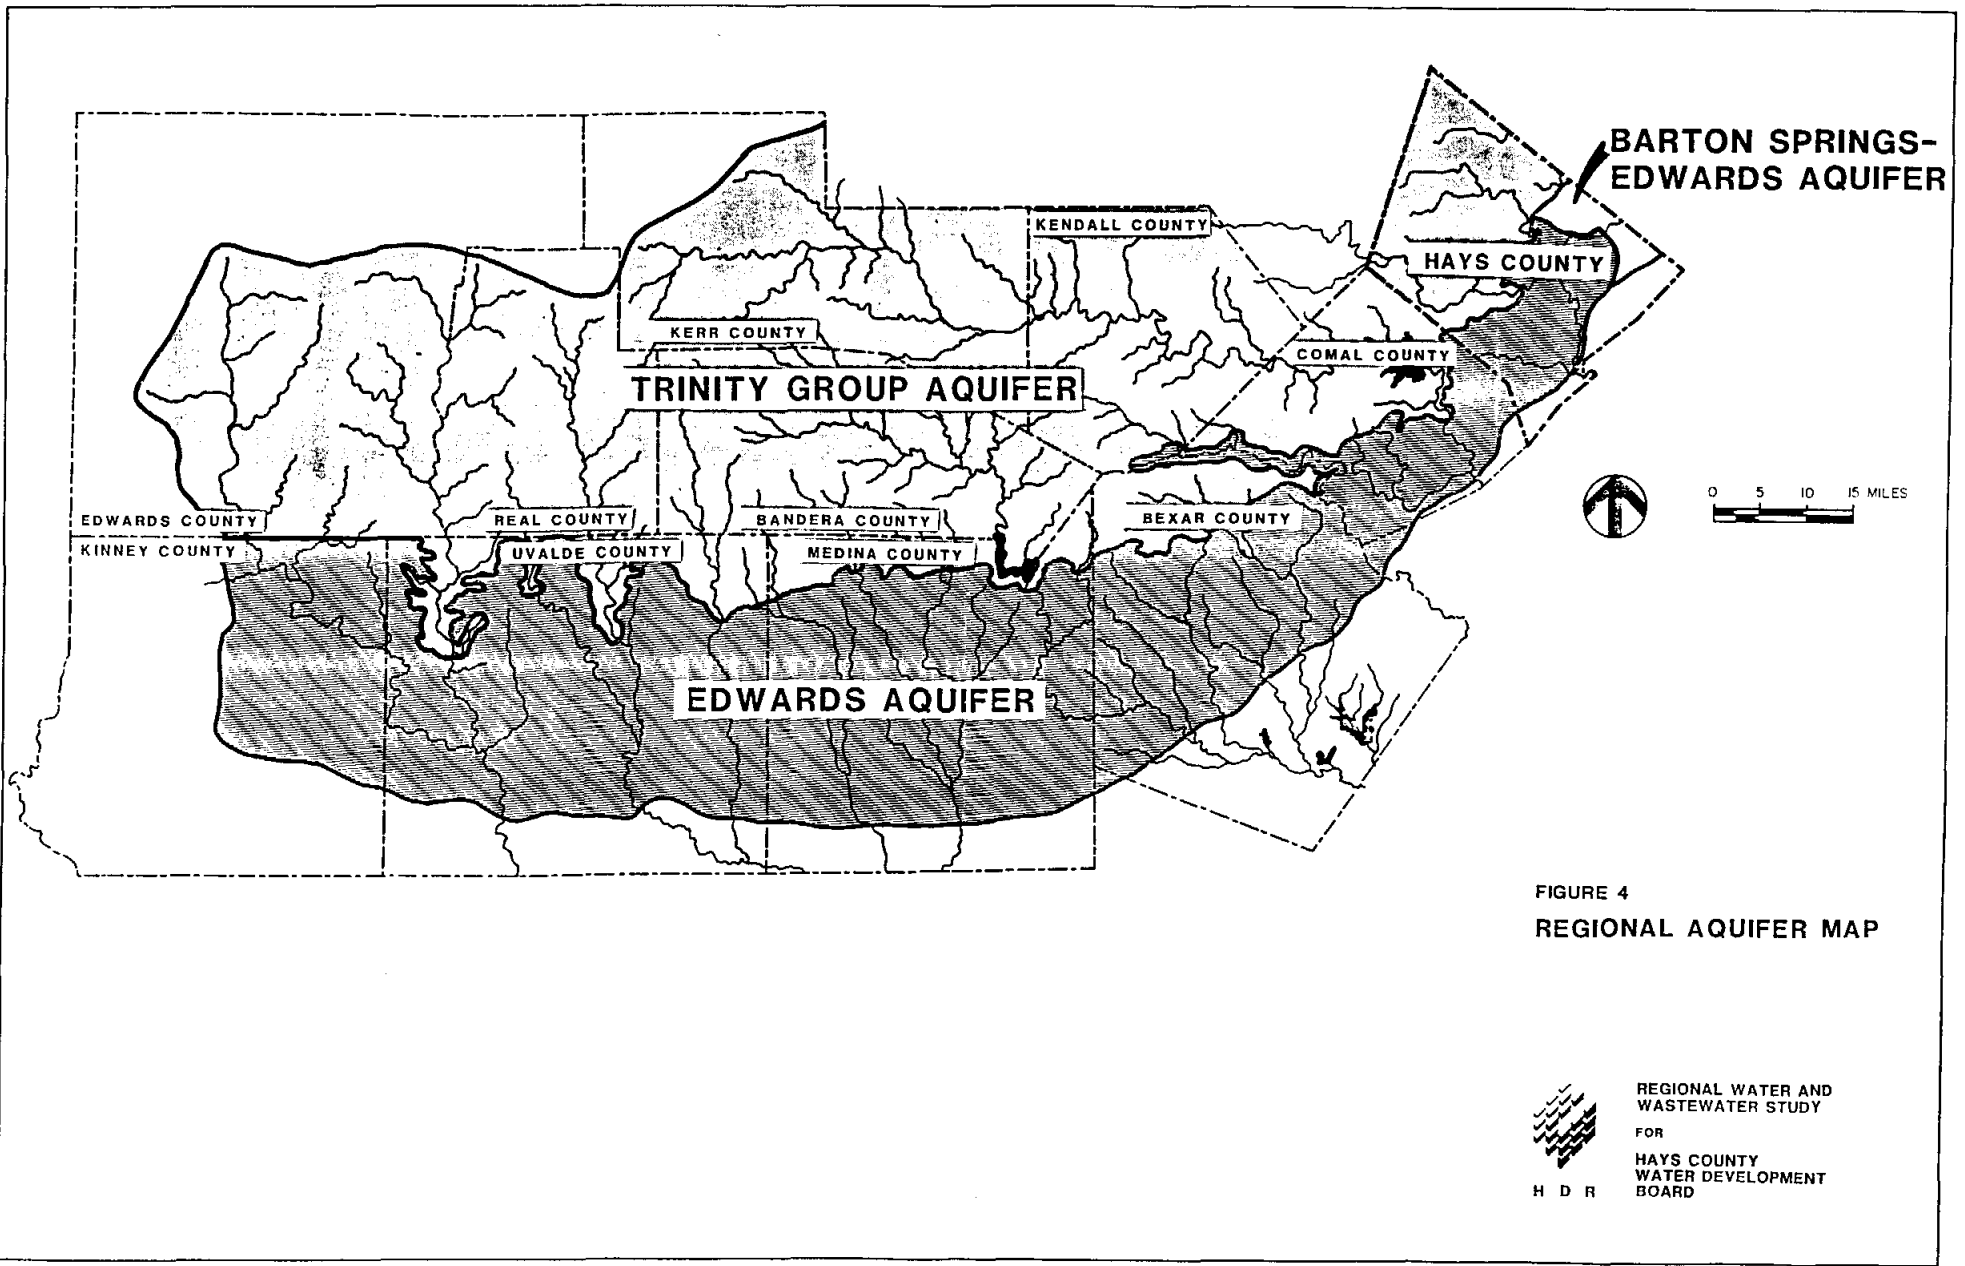 BARTON SPRINGS-
EDWARDS AQUIFER
KENDALL COUNTY
HAYS COUNTY
KERR COUNTY
COMAL COUNTY
TRINITY GROUP AQUIFER
EDWARDS COUNTY
REAL COUNTY
BANDERA COUNTY
BEXAR COUNTY
KINNEY COUNTY
UVALDE COUNTY
MEDINA COUNTY
0 5 10 15 MILES
EDWARDS AQUIFER
FIGURE 4
REGIONAL AQUIFER MAP
REGIONAL WATER AND
WASTEWATER STUDY
FOR
HAYS COUNTY
WATER DEVELOPMENT
BOARD
H D R